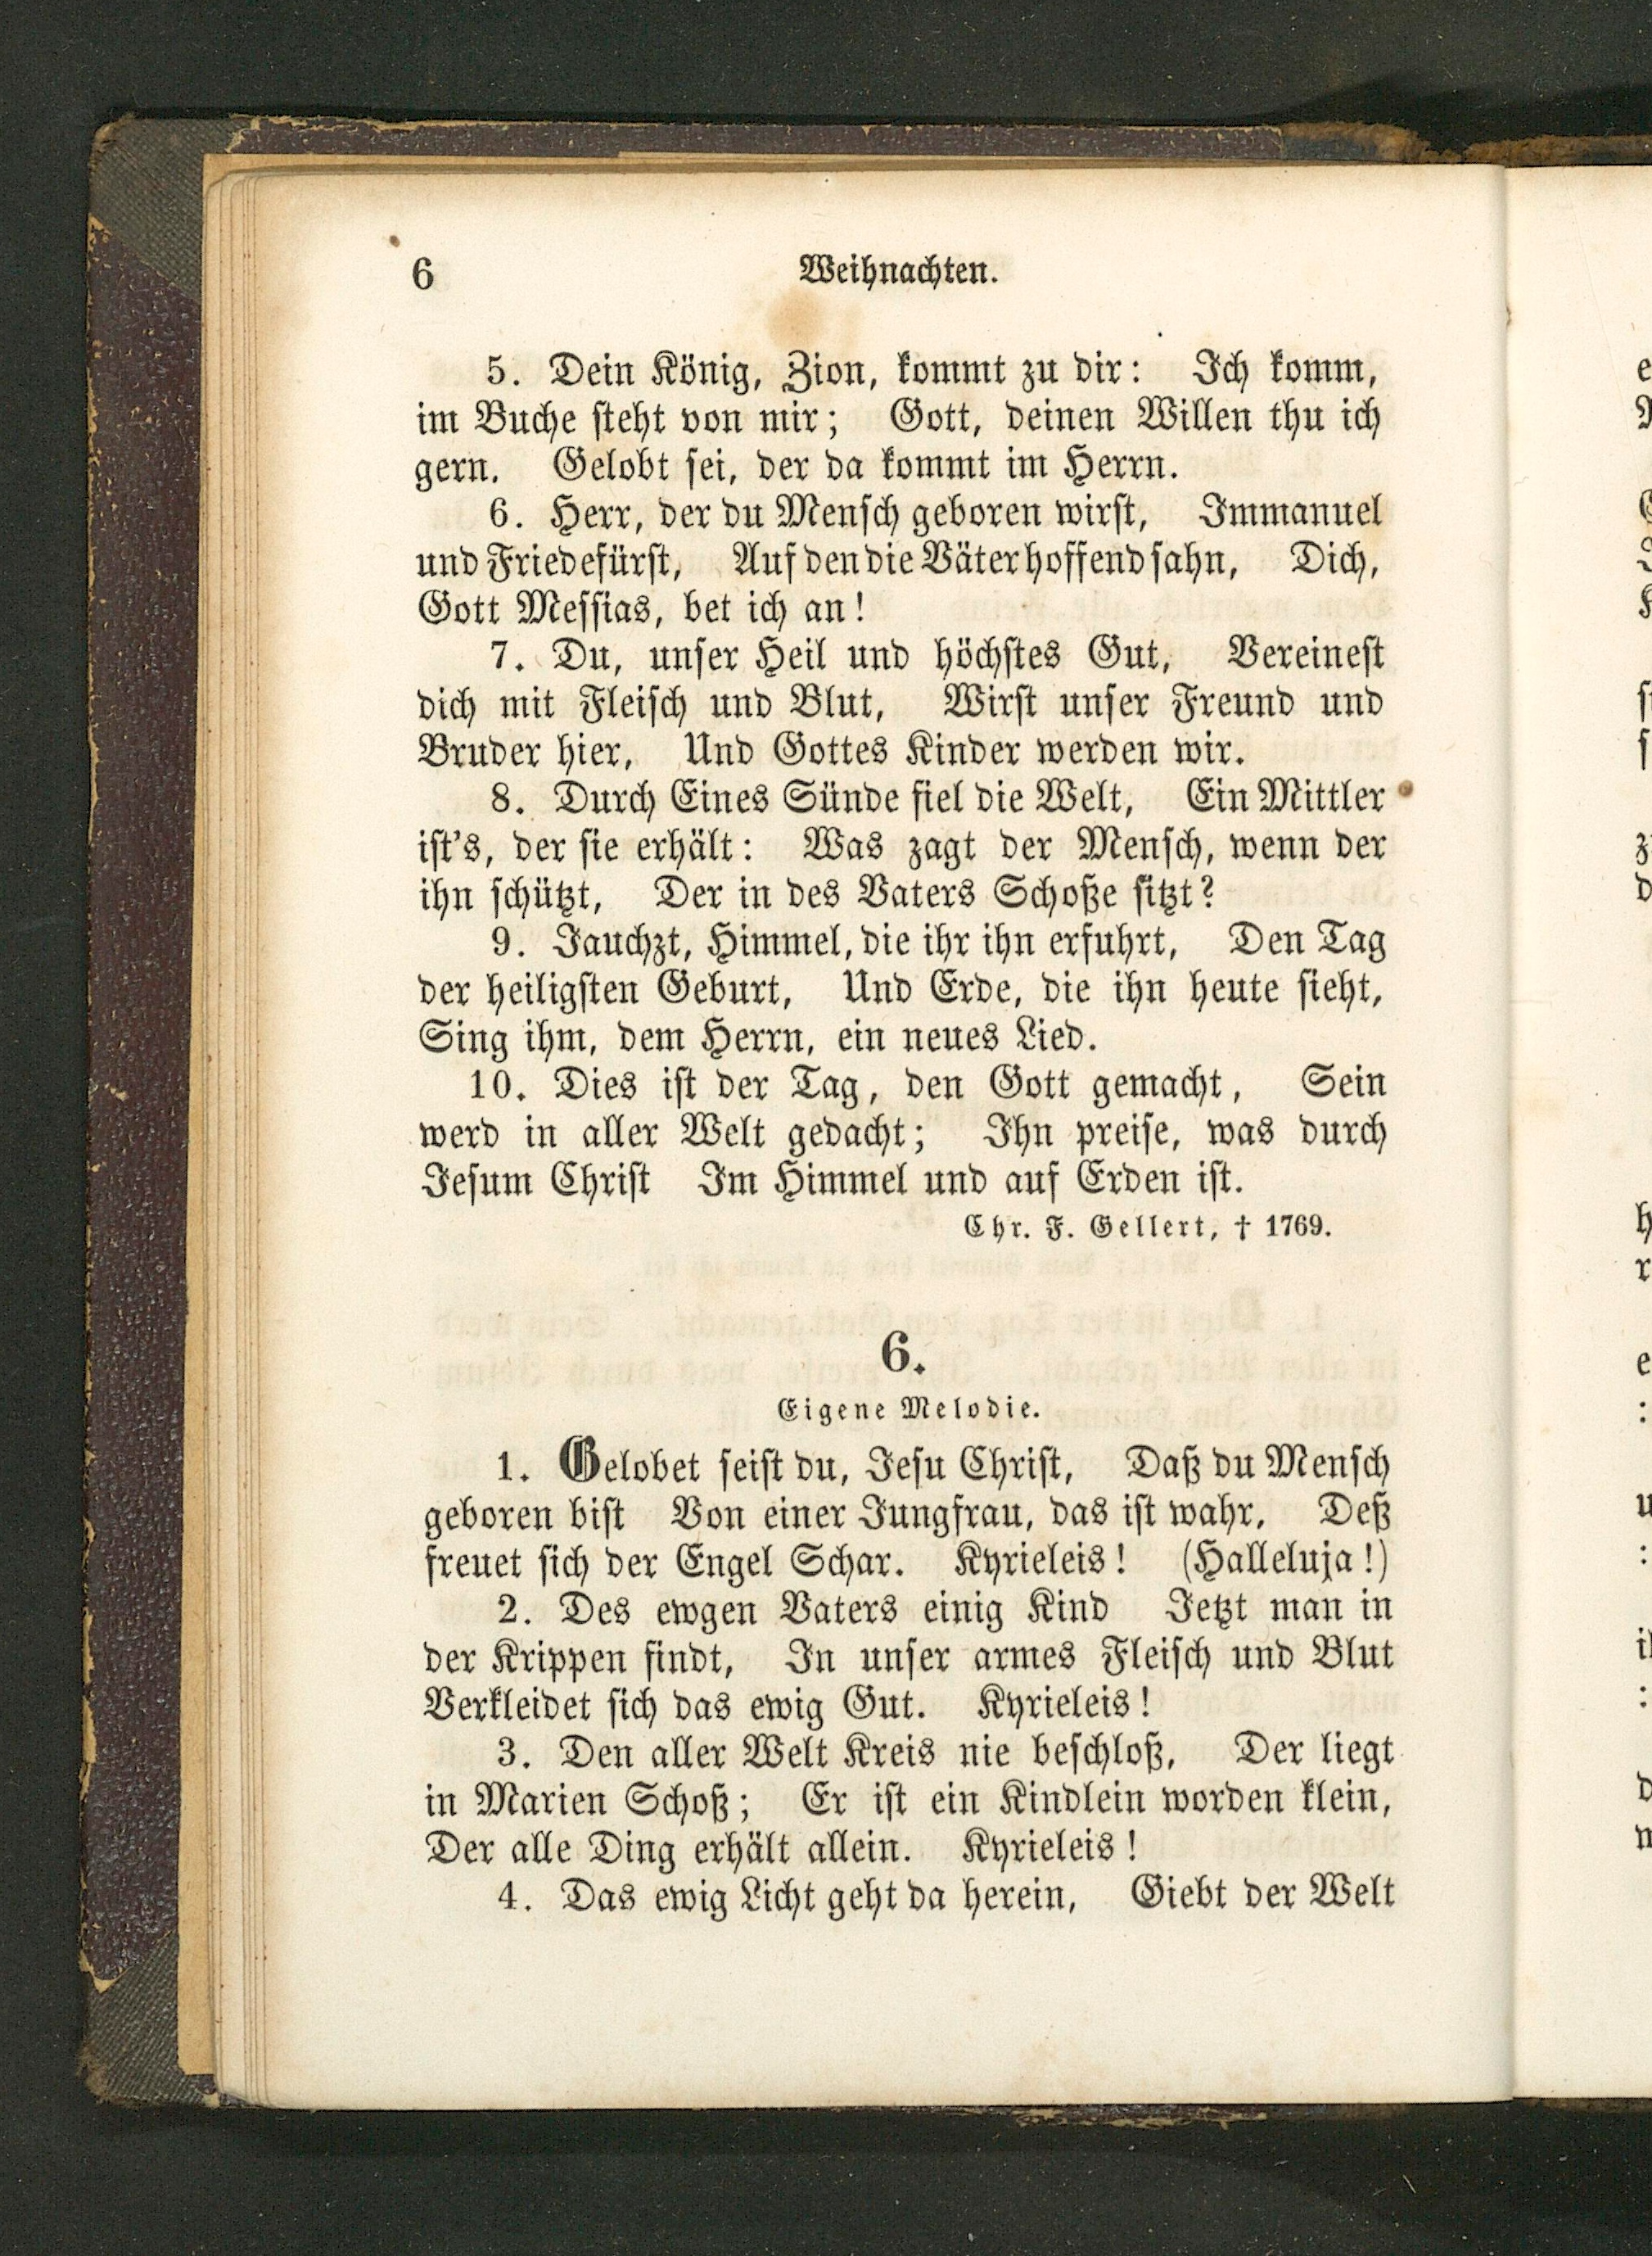 6
Weihnachten.
5. Dein König, Zion, kommt zu dir: Ich komm,
im Buche steht von mir; Gott, deinen Willen thu ich
gern. Gelobt sei, der da kommt im Herrn.
6. Herr, der du Mensch geboren wirst, Immanuel
und Friedefürst, Auf den die Väter hoffend sahn, Dich,
Gott Messias, bet ich an!
7. Du, unser Heil und höchstes Gut, Vereinest
dich mit Fleisch und Blut, Wirst unser Freund und
Bruder hier, Und Gottes Kinder werden wir.
8. Durch Eines Sünde fiel die Welt, Ein Mittler
ist's, der sie erhält: Was zagt der Mensch, wenn der
ihn schützt, Der in des Vaters Schoße sitzt?
9. Jauchzt, Himmel, die ihr ihn erfuhrt, Den Tag
der heiligsten Geburt, Und Erde, die ihn heute sieht,
Sing ihm, dem Herrn, ein neues Lied.
10. Dies ist der Tag, den Gott gemacht, Sein
werd in aller Welt gedacht; Ihn preise, was durch
Jesum Christ Im Himmel und auf Erden ist.
Chr. F. Gellert, † 1769.
6.
Eigene Melodie.
1. Gelobet seist du, Jesu Christ, Daß du Mensch
geboren bist Von einer Jungfrau, das ist wahr, Deß
freuet sich der Engel Schar. Kyrieleis! (Halleluja!)
2. Des ewgen Vaters einig Kind Jetzt man in
der Krippen findt, In unser armes Fleisch und Blut
Verkleidet sich das ewig Gut. Kyrieleis!
3. Den aller Welt Kreis nie beschloß, Der liegt
in Marien Schoß; Er ist ein Kindlein worden klein,
Der alle Ding erhält allein. Kyrieleis!
4. Das ewig Licht geht da herein, Giebt der Welt